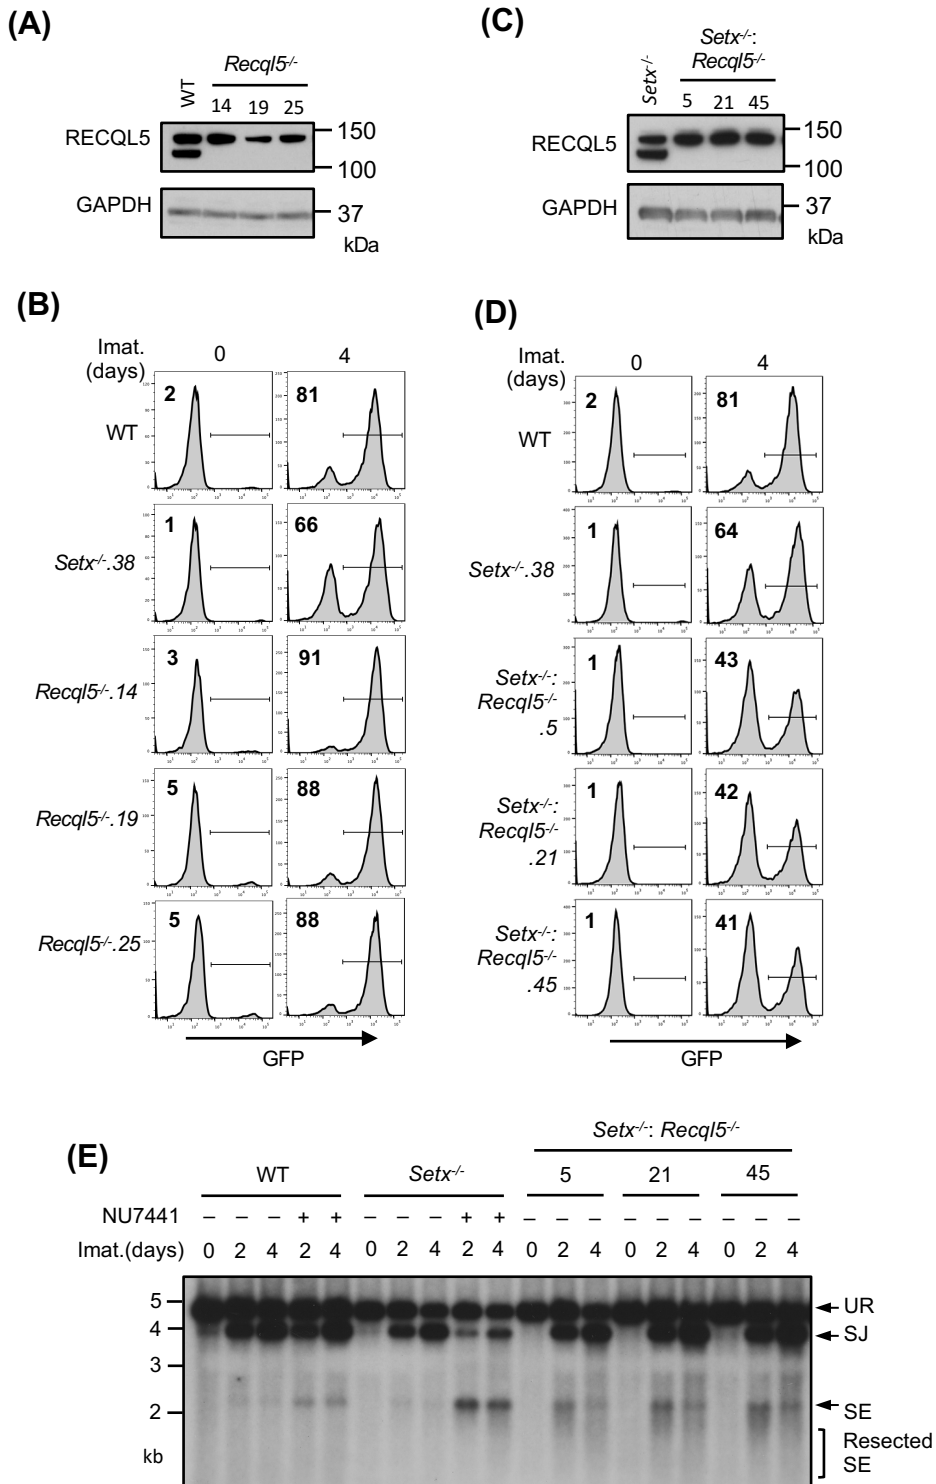 (A)
Recql5-/-
WT
14 19 25
RECQL5
150
100
GAPDH
37
kDa
(C)
Setx-/-:
Recql5-/-
Setx-/-
5 21 45
RECQL5
150
100
GAPDH
37
kDa
(B)
Imat.
(days)
0 4
WT
2 81
Setx-/-.38
1 66
Recql5-/-.14
3 91
Recql5-/-.19
5 88
Recql5-/-.25
5 88
GFP
(D)
Imat.
(days)
0 4
WT
2 81
Setx-/-.38
1 64
Setx-/-:
Recql5-/-
.5
1 43
Setx-/-:
Recql5-/-
.21
1 42
Setx-/-:
Recql5-/-
.45
1 41
GFP
(E)
Setx-/-: Recql5-/-
WT Setx-/- 5 21 45
NU7441 – – – + + – – – + + – – – – – – – – –
Imat.(days) 0 2 4 2 4 0 2 4 2 4 0 2 4 0 2 4 0 2 4
5
4
3
2
kb
UR
SJ
SE
Resected
SE